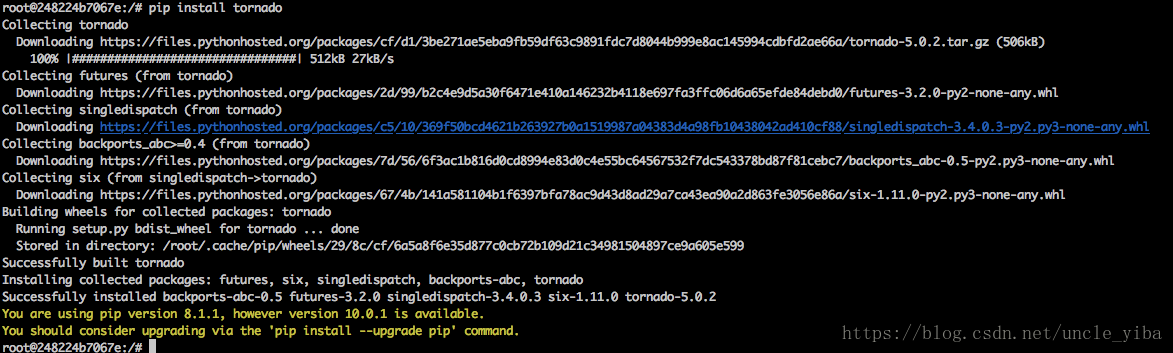 root@248224b7067e:/# pip install tornado
Collecting tornado
  Downloading https://files.pythonhosted.org/packages/cf/d1/3be271ae5eba9fb59df63c9891fdc7d8044b999e8ac145994cdbfd2ae66a/tornado-5.0.2.tar.gz (506kB)
    100% |################################| 512kB 27kB/s
Collecting futures (from tornado)
  Downloading https://files.pythonhosted.org/packages/2d/99/b2c4e9d5a30f6471e410a146232b4118e697fa3ffc06d6a65efde84debd0/futures-3.2.0-py2-none-any.whl
Collecting singledispatch (from tornado)
  Downloading https://files.pythonhosted.org/packages/c5/10/369f50bcd4621b263927b0a1519987a04383d4a98fb10438042ad410cf88/singledispatch-3.4.0.3-py2.py3-none-any.whl
Collecting backports_abc>=0.4 (from tornado)
  Downloading https://files.pythonhosted.org/packages/7d/56/6f3ac1b816d0cd8994e83d0c4e55bc64567532f7dc543378bd87f81cebc7/backports_abc-0.5-py2.py3-none-any.whl
Collecting six (from singledispatch->tornado)
  Downloading https://files.pythonhosted.org/packages/67/4b/141a581104b1f6397bfa78ac9d43d8ad29a7ca43ea90a2d863fe3056e86a/six-1.11.0-py2.py3-none-any.whl
Building wheels for collected packages: tornado
  Running setup.py bdist_wheel for tornado ... done
  Stored in directory: /root/.cache/pip/wheels/29/8c/cf/6a5a8f6e35d877c0cb72b109d21c34981504897ce9a605e599
Successfully built tornado
Installing collected packages: futures, six, singledispatch, backports-abc, tornado
Successfully installed backports-abc-0.5 futures-3.2.0 singledispatch-3.4.0.3 six-1.11.0 tornado-5.0.2
You are using pip version 8.1.1, however version 10.0.1 is available.
You should consider upgrading via the 'pip install --upgrade pip' command.
root@248224b7067e:/#
https://blog.csdn.net/uncle_yiba